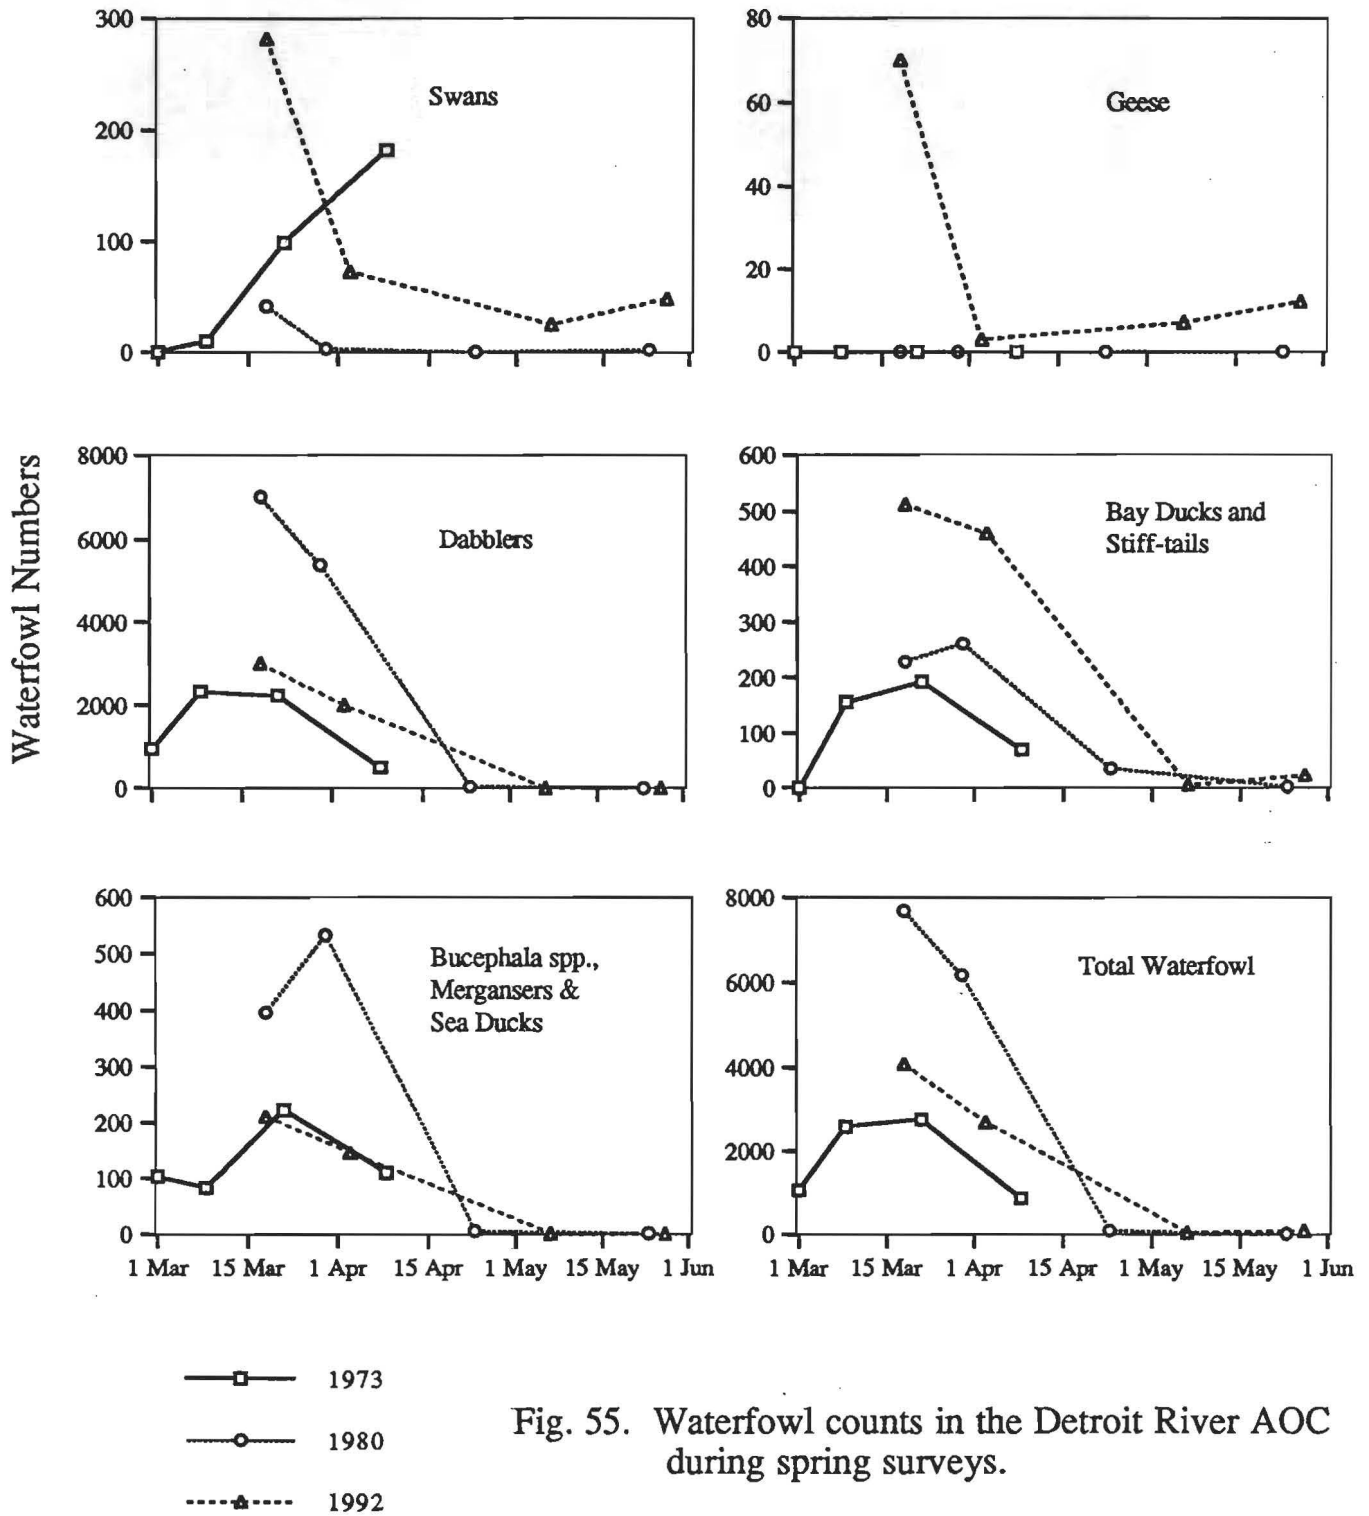 300
200
100
0
Swans
80
60
40
20
0
Geese
Waterfowl Numbers
8000
6000
4000
2000
0
Dabblers
600
500
400
300
200
100
0
Bay Ducks and
Stiff-tails
600
500
400
300
200
100
0
Bucephala spp.,
Mergansers &
Sea Ducks
1 Mar 15 Mar 1 Apr 15 Apr 1 May 15 May 1 Jun
8000
6000
4000
2000
0
Total Waterfowl
1 Mar 15 Mar 1 Apr 15 Apr 1 May 15 May 1 Jun
1973
1980
1992
Fig. 55. Waterfowl counts in the Detroit River AOC
during spring surveys.